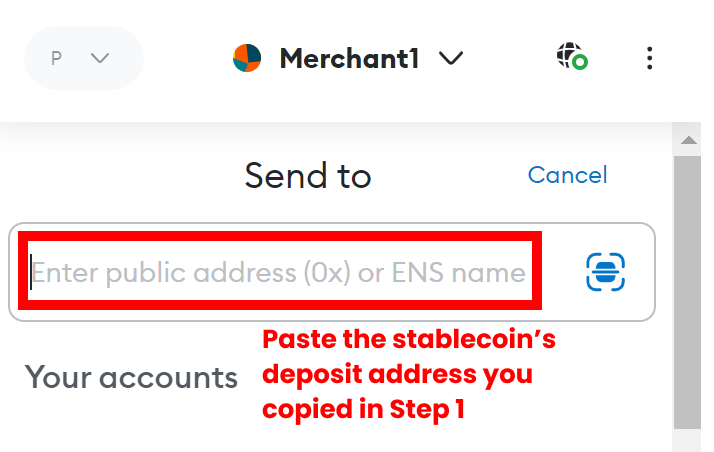 P
Merchant1
Send to
Cancel
Enter public address (0x) or ENS name
Your accounts
Paste the stablecoin’s
deposit address you
copied in Step 1